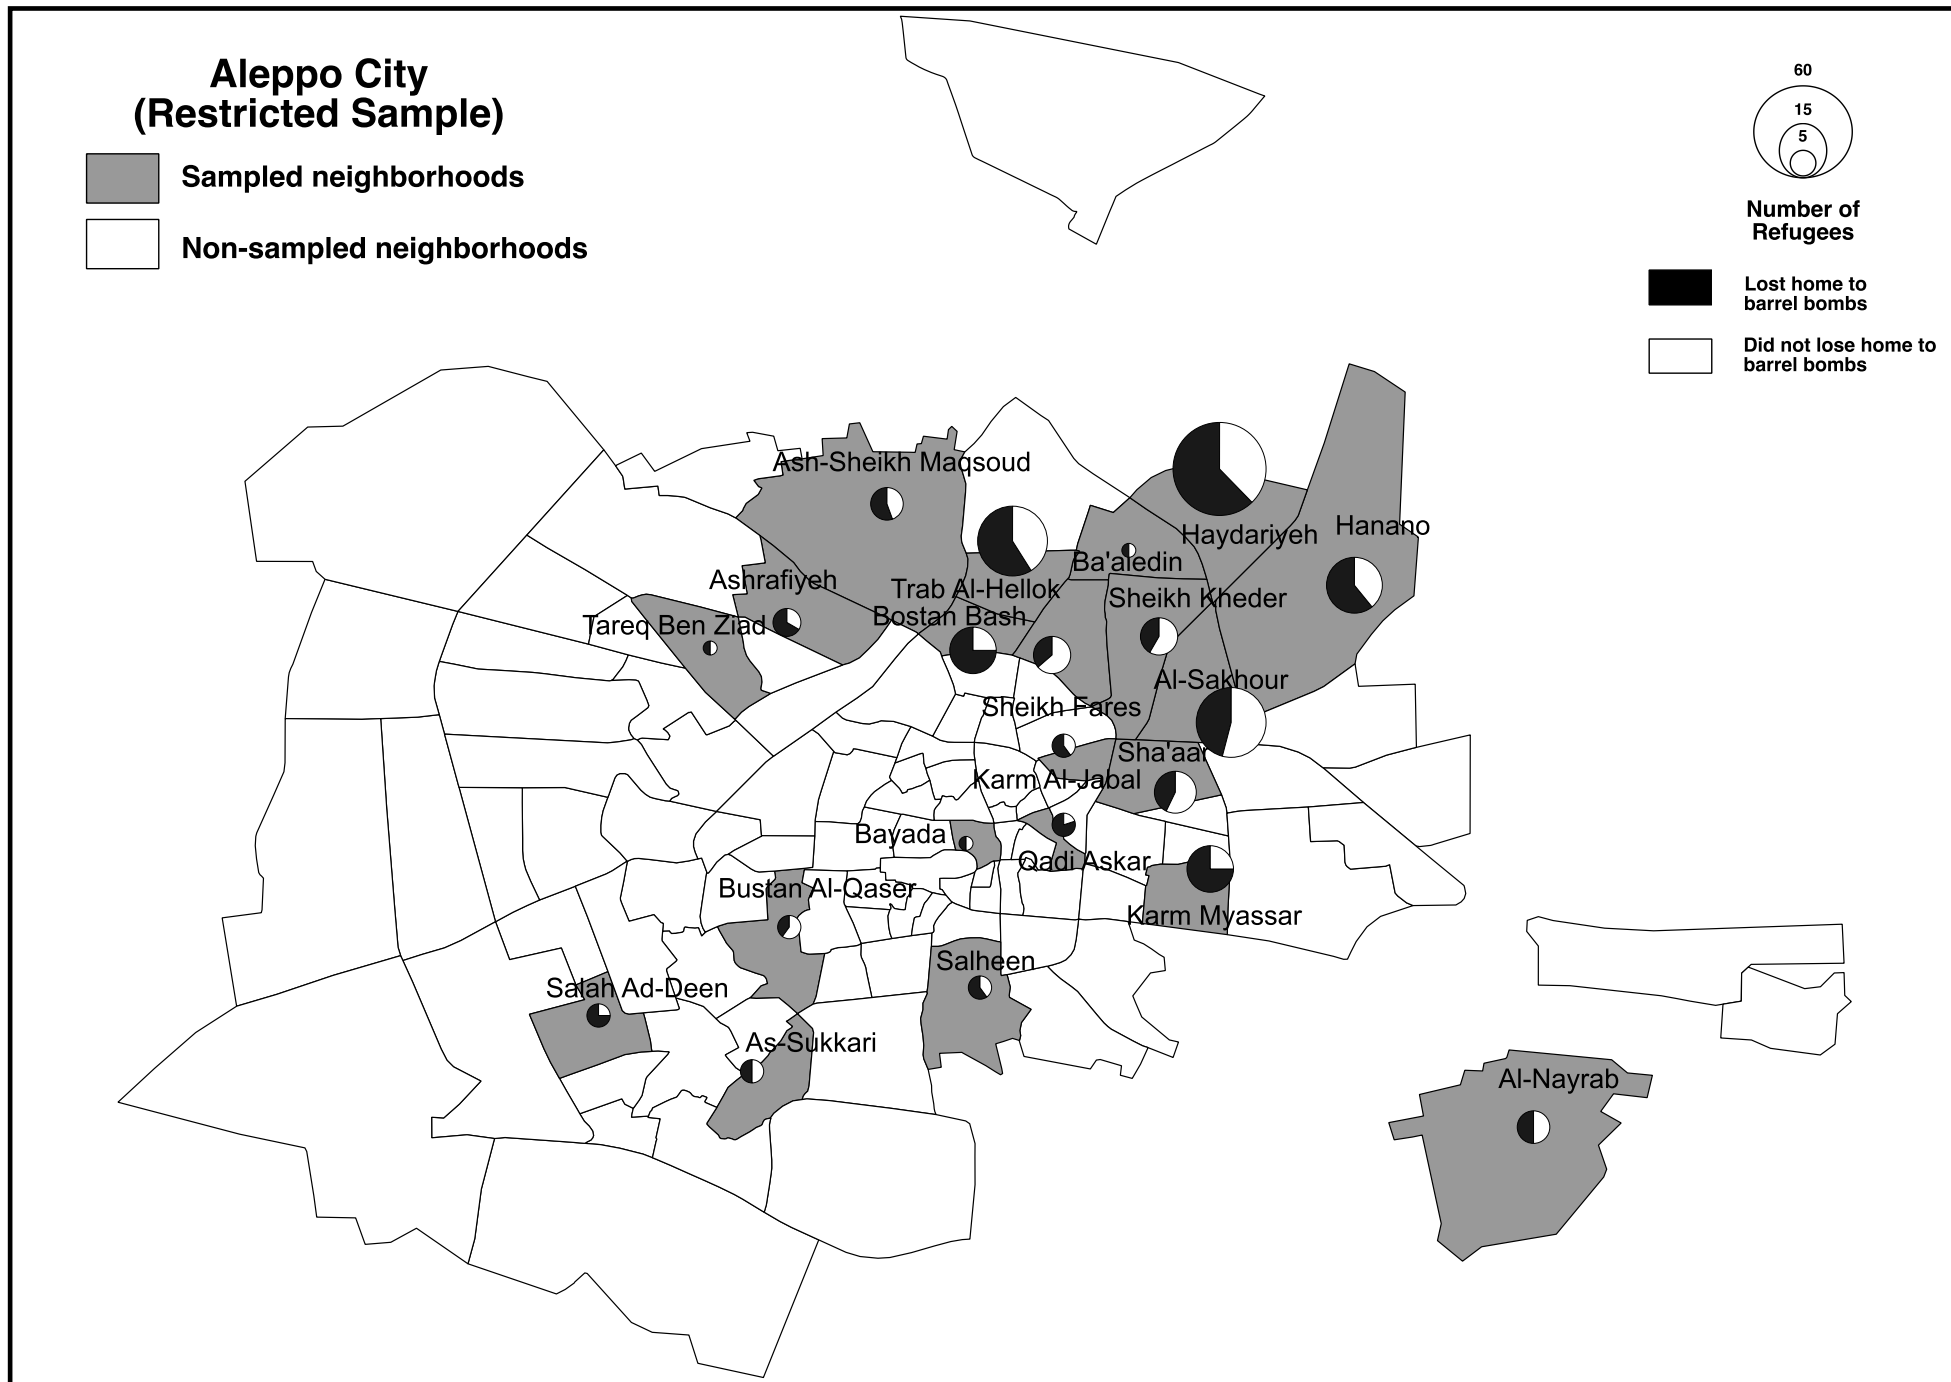 Aleppo City
(Restricted Sample)
Sampled neighborhoods
Non-sampled neighborhoods
60
15
5
Number of
Refugees
Lost home to
barrel bombs
Did not lose home to
barrel bombs
Ash-Sheikh Maqsoud
Haydariyeh
Hanano
Ba'aledin
Ashrafiyeh
Trab Al-Hellok
Sheikh Kheder
Bostan Bash
Tareq Ben Ziad
Al-Sakhour
Sheikh Fares
Sha'aar
Karm Al-Jabal
Bayada
Qadi Askar
Bustan Al-Qaser
Karm Myassar
Salheen
Salah Ad-Deen
As-Sukkari
Al-Nayrab